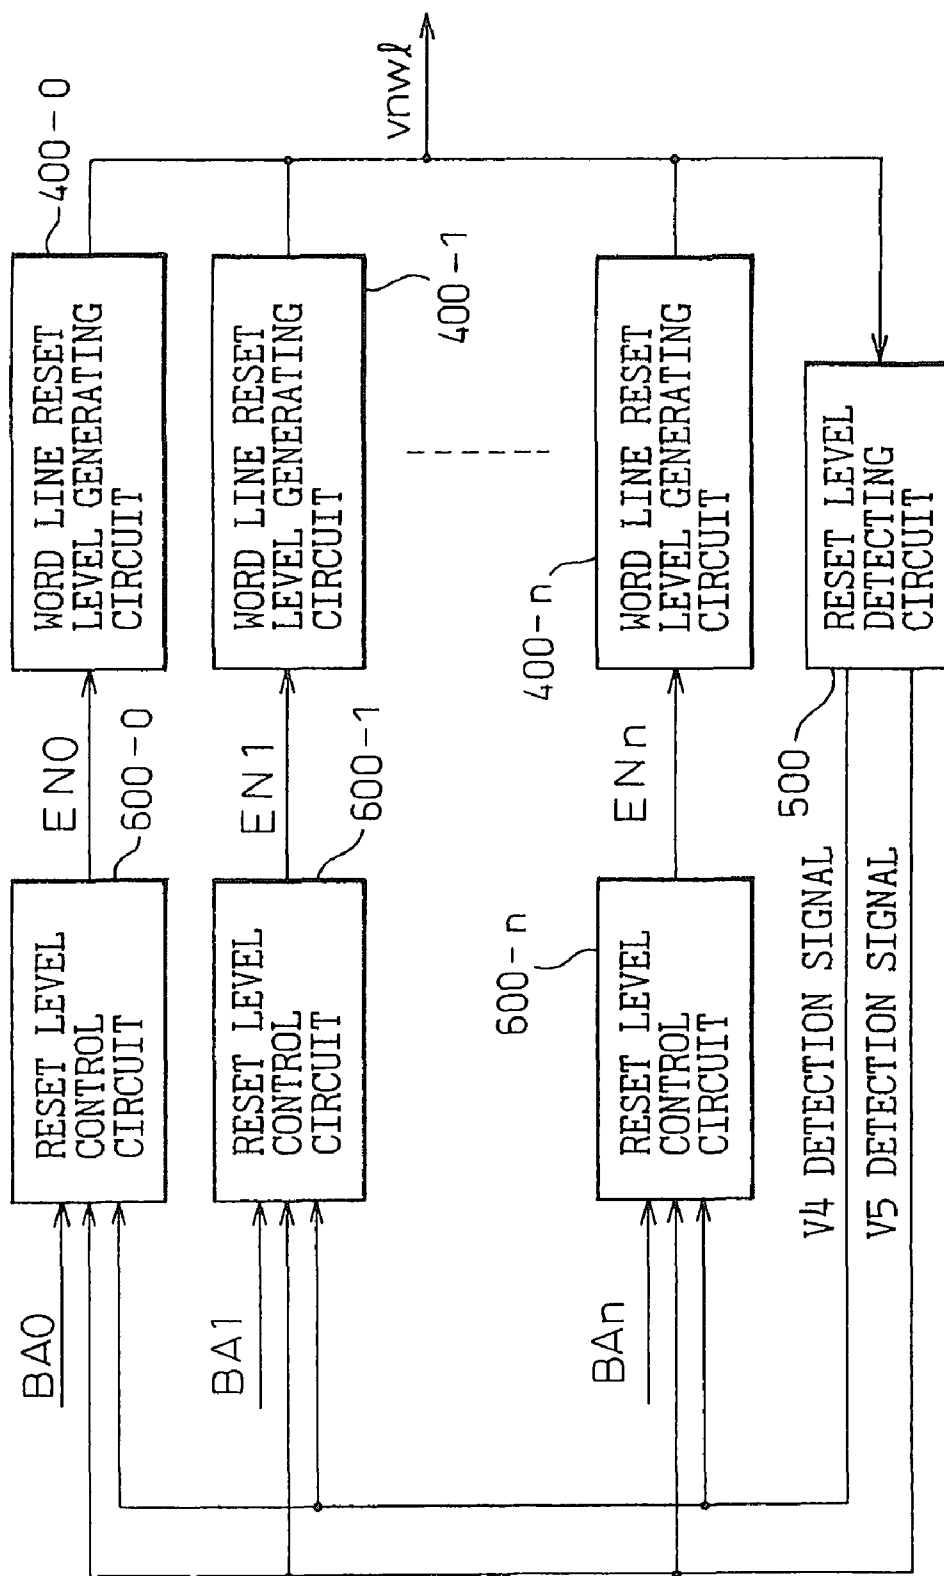 BA0
RESET LEVEL
CONTROL
CIRCUIT
600-0
EN0
WORD LINE RESET
LEVEL GENERATING
CIRCUIT
400-0
BA1
RESET LEVEL
CONTROL
CIRCUIT
600-1
EN1
WORD LINE RESET
LEVEL GENERATING
CIRCUIT
400-1
vnwl
BAn
RESET LEVEL
CONTROL
CIRCUIT
600-n
ENn
WORD LINE RESET
LEVEL GENERATING
CIRCUIT
400-n
V4 DETECTION SIGNAL
V5 DETECTION SIGNAL
500
RESET LEVEL
DETECTING
CIRCUIT